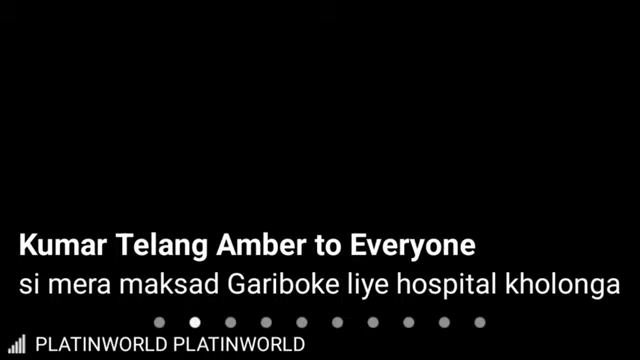 Kumar Telang Amber to Everyone
si mera maksad Gariboke liye hospital kholonga
PLATINWORLD PLATINWORLD